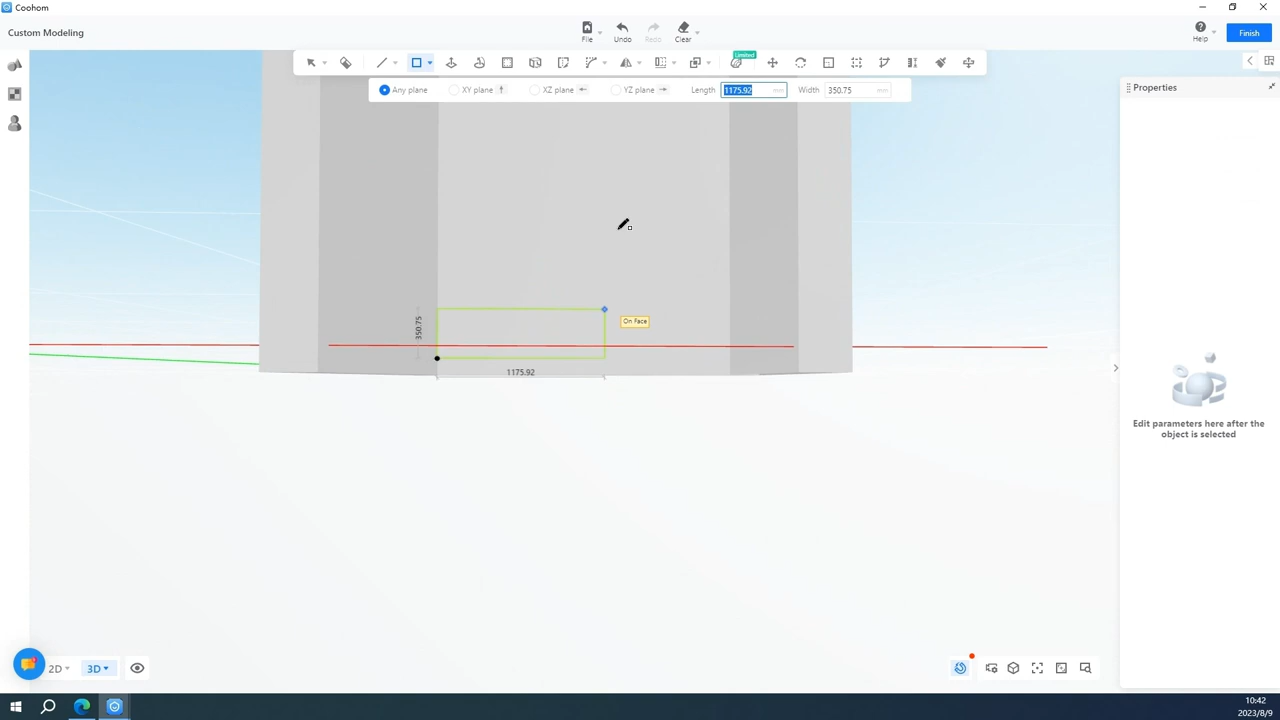 Coohom
Custom Modeling
File
Undo
Redo
Clear
Help
Finish
Limited
Any plane
XY plane
XZ plane
YZ plane
Length
1175.92
mm
Width
350.75
mm
Properties
350.75
On Face
1175.92
Edit parameters here after the
object is selected
2D
3D
10:42
2023/8/9